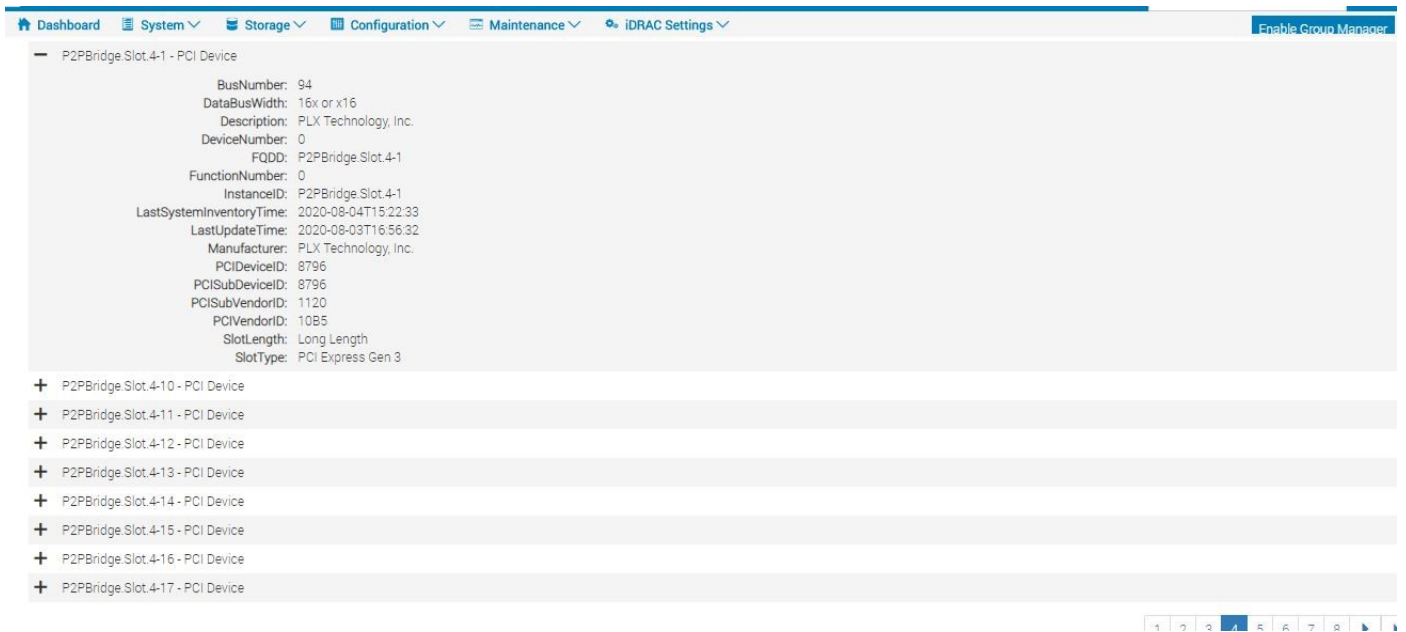 Dashboard System Storage Configuration Maintenance iDRAC Settings Enable Group Manager
P2PBridge.Slot.4-1 - PCI Device
BusNumber: 94
DataBusWidth: 16x or x16
Description: PLX Technology, Inc.
DeviceNumber: 0
FQDD: P2PBridge.Slot.4-1
FunctionNumber: 0
InstanceID: P2PBridge.Slot.4-1
LastSystemInventoryTime: 2020-08-04T15:22:33
LastUpdateTime: 2020-08-03T16:56:32
Manufacturer: PLX Technology, Inc.
PCIDeviceID: 8796
PCISubDeviceID: 8796
PCISubVendorID: 1120
PCIVendorID: 10B5
SlotLength: Long Length
SlotType: PCI Express Gen 3
P2PBridge.Slot.4-10 - PCI Device
P2PBridge.Slot.4-11 - PCI Device
P2PBridge.Slot.4-12 - PCI Device
P2PBridge.Slot.4-13 - PCI Device
P2PBridge.Slot.4-14 - PCI Device
P2PBridge.Slot.4-15 - PCI Device
P2PBridge.Slot.4-16 - PCI Device
P2PBridge.Slot.4-17 - PCI Device
1 2 3 4 5 6 7 8